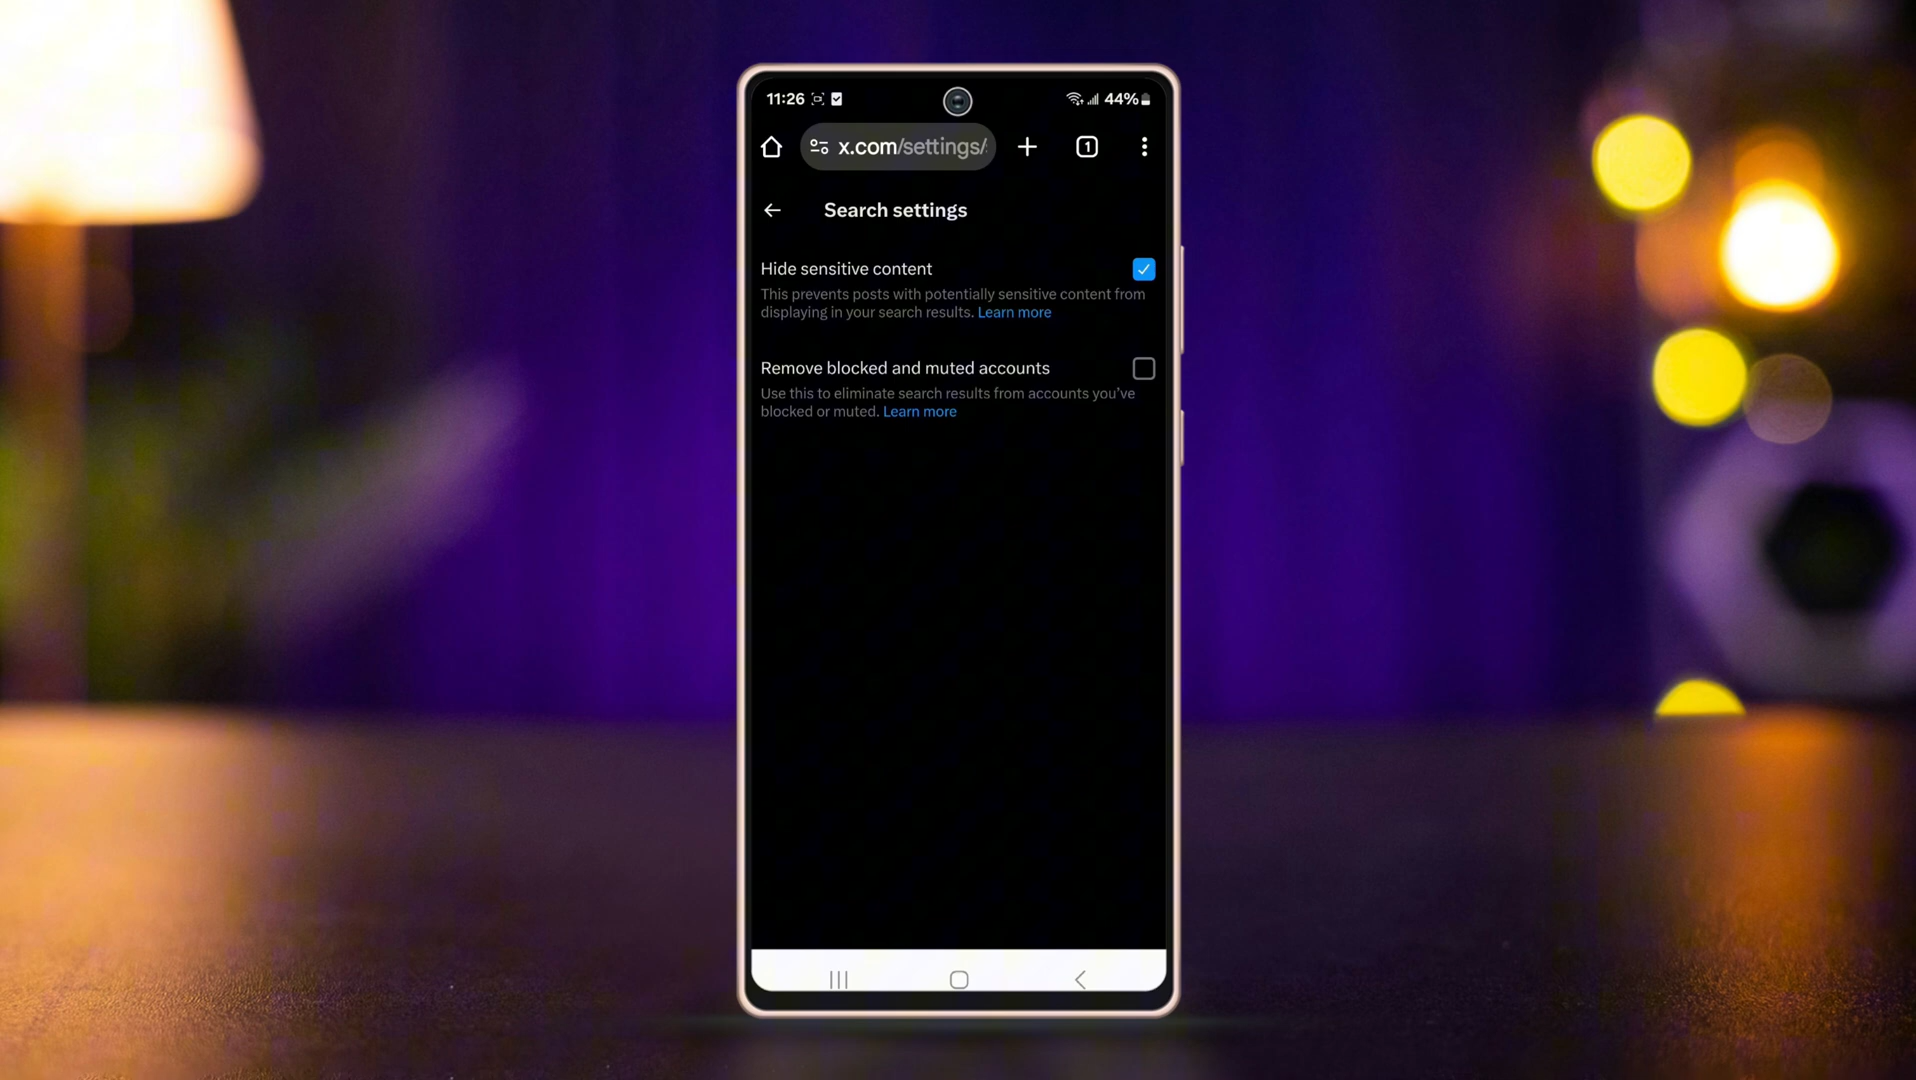 11:26
44%
x.com/settings/
1
Search settings
Hide sensitive content
This prevents posts with potentially sensitive content from
displaying in your search results. Learn more
Remove blocked and muted accounts
Use this to eliminate search results from accounts you've
blocked or muted. Learn more